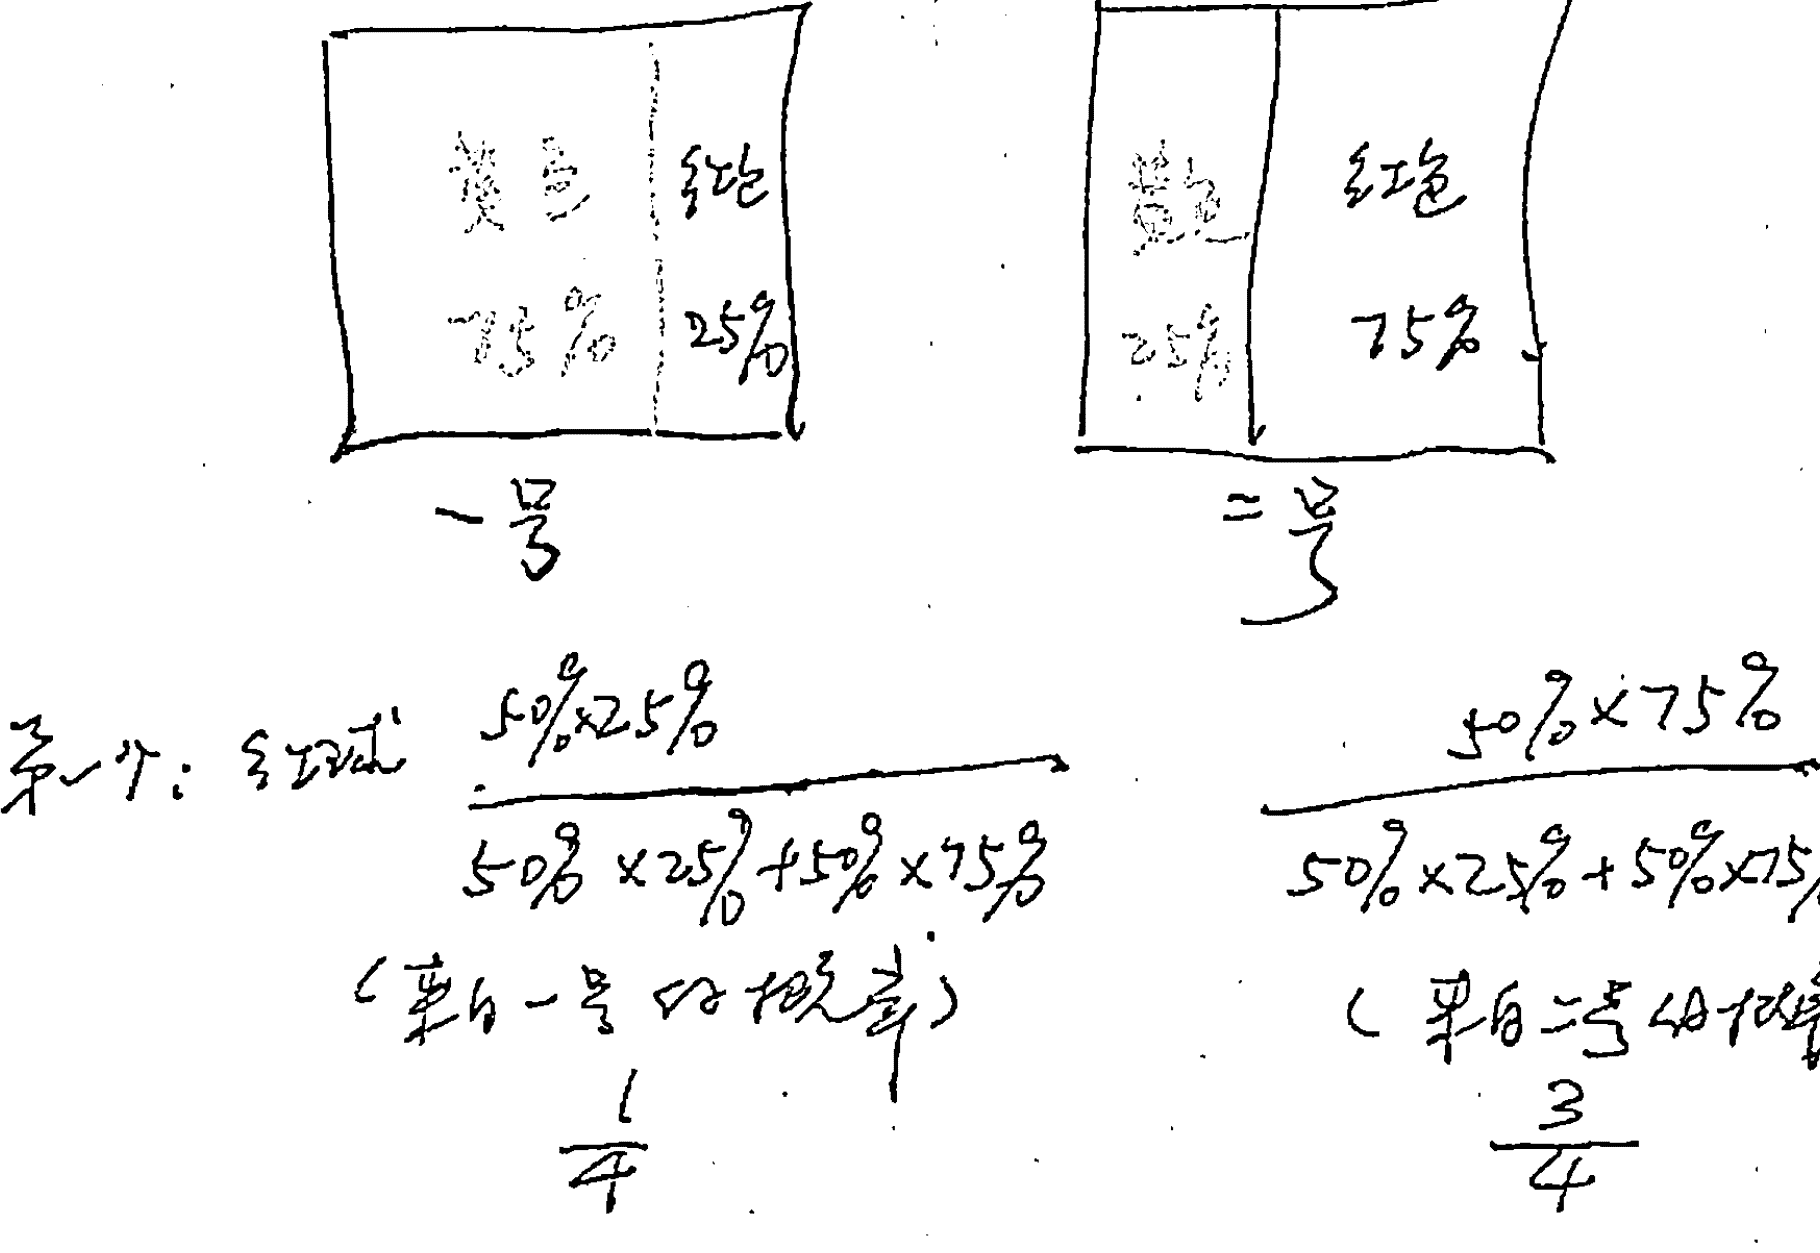 黄色 红色 蓝色 红色
75% 25% 25% 75%
一号 二号
第一个: 红球 50%×25% / 50%×25%+50%×75% 50%×75% / 50%×25%+50%×75%
(来自一号的概率) (来自二号的概率
1/4 3/4